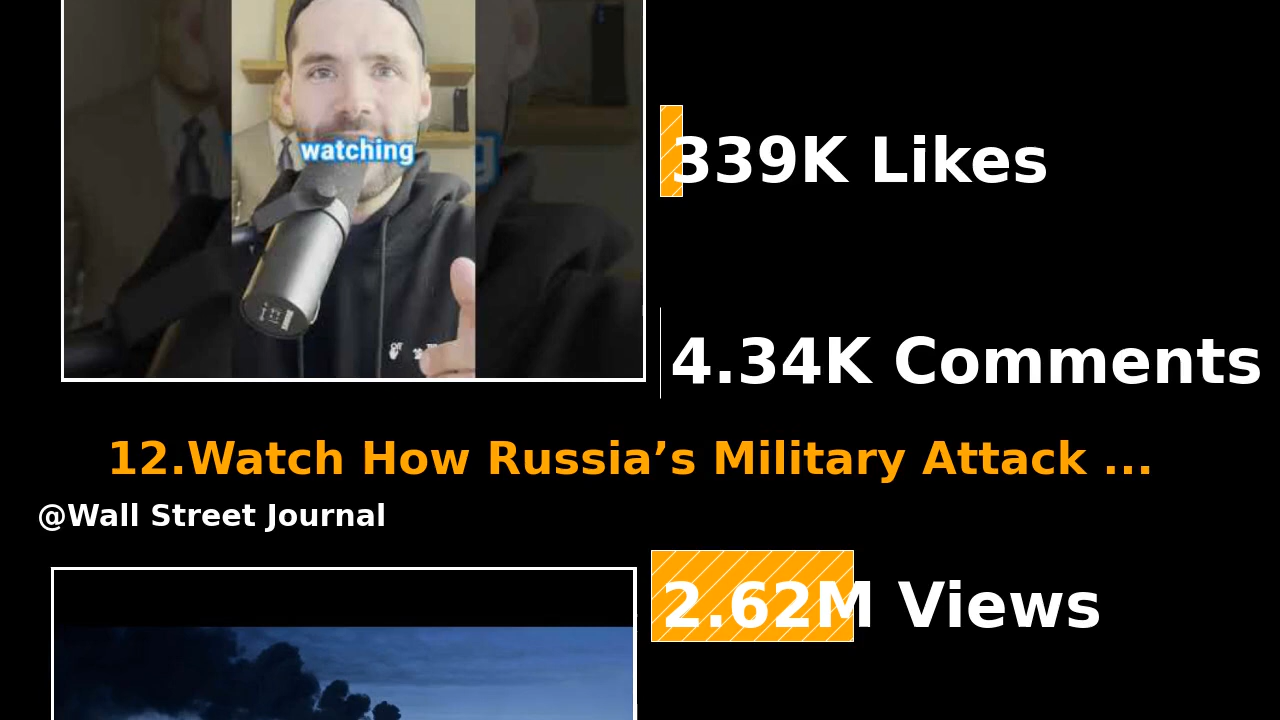 watching
339K Likes
4.34K Comments
12.Watch How Russia’s Military Attack ...
@Wall Street Journal
2.62M Views